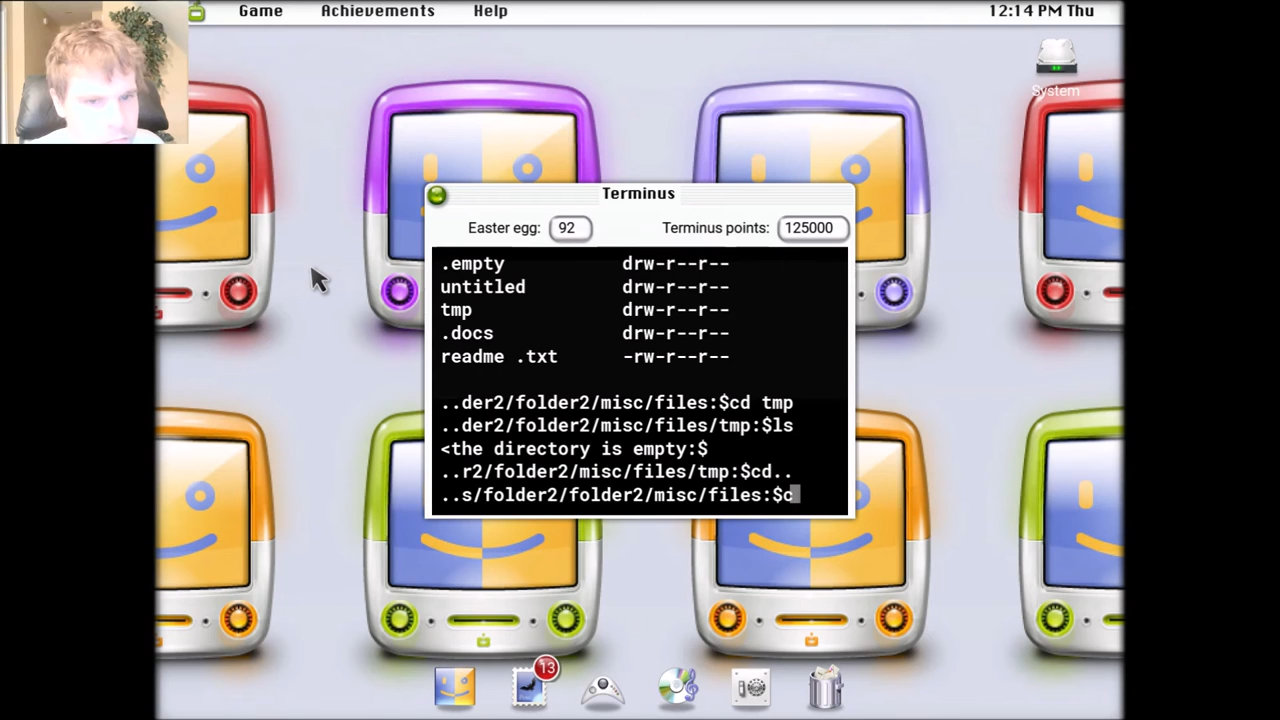 Game Achievements Help 12:14 PM Thu
System
Terminus
Easter egg: 92 Terminus points: 125000
.empty drw-r--r--
untitled drw-r--r--
tmp drw-r--r--
.docs drw-r--r--
readme .txt -rw-r--r--
..der2/folder2/misc/files:$cd tmp
..der2/folder2/misc/files/tmp:$ls
<the directory is empty:$
..r2/folder2/misc/files/tmp:$cd..
..s/folder2/folder2/misc/files:$c
13